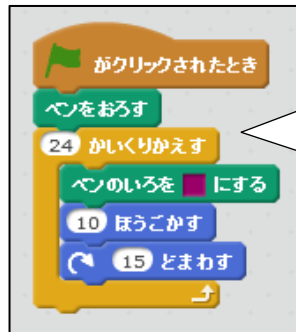 がクリックされたとき
ペンをおろす
24 かいくりかえす
ペンのいろを にする
10 ほうごかす
15 どまわす